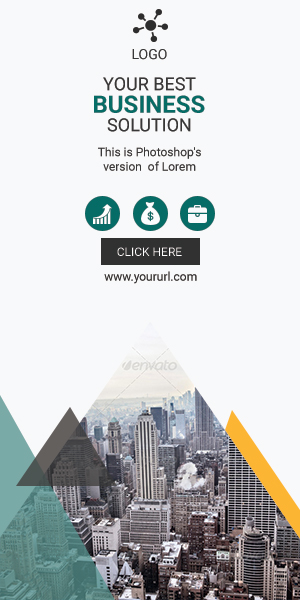 LOGO
YOUR BEST
BUSINESS
SOLUTION
This is Photoshop's
version of Lorem
$
CLICK HERE
www.yoururl.com
envato